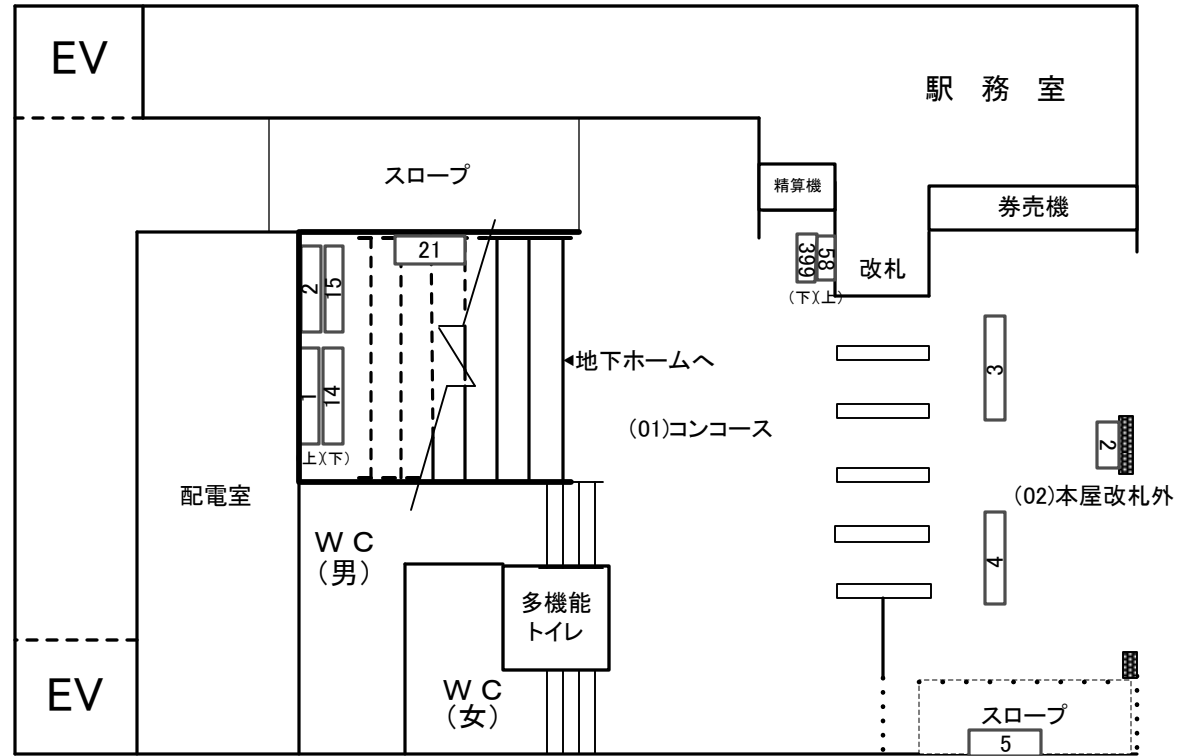 EV
駅 務 室
スロープ
精算機
券売機
21
399
58
改札
(下)(上)
2
15
3
◀地下ホームへ
1
14
(01)コンコース
2
(上)(下)
配電室
(02)本屋改札外
WC
(男)
4
多機能
トイレ
EV
WC
(女)
スロープ
5